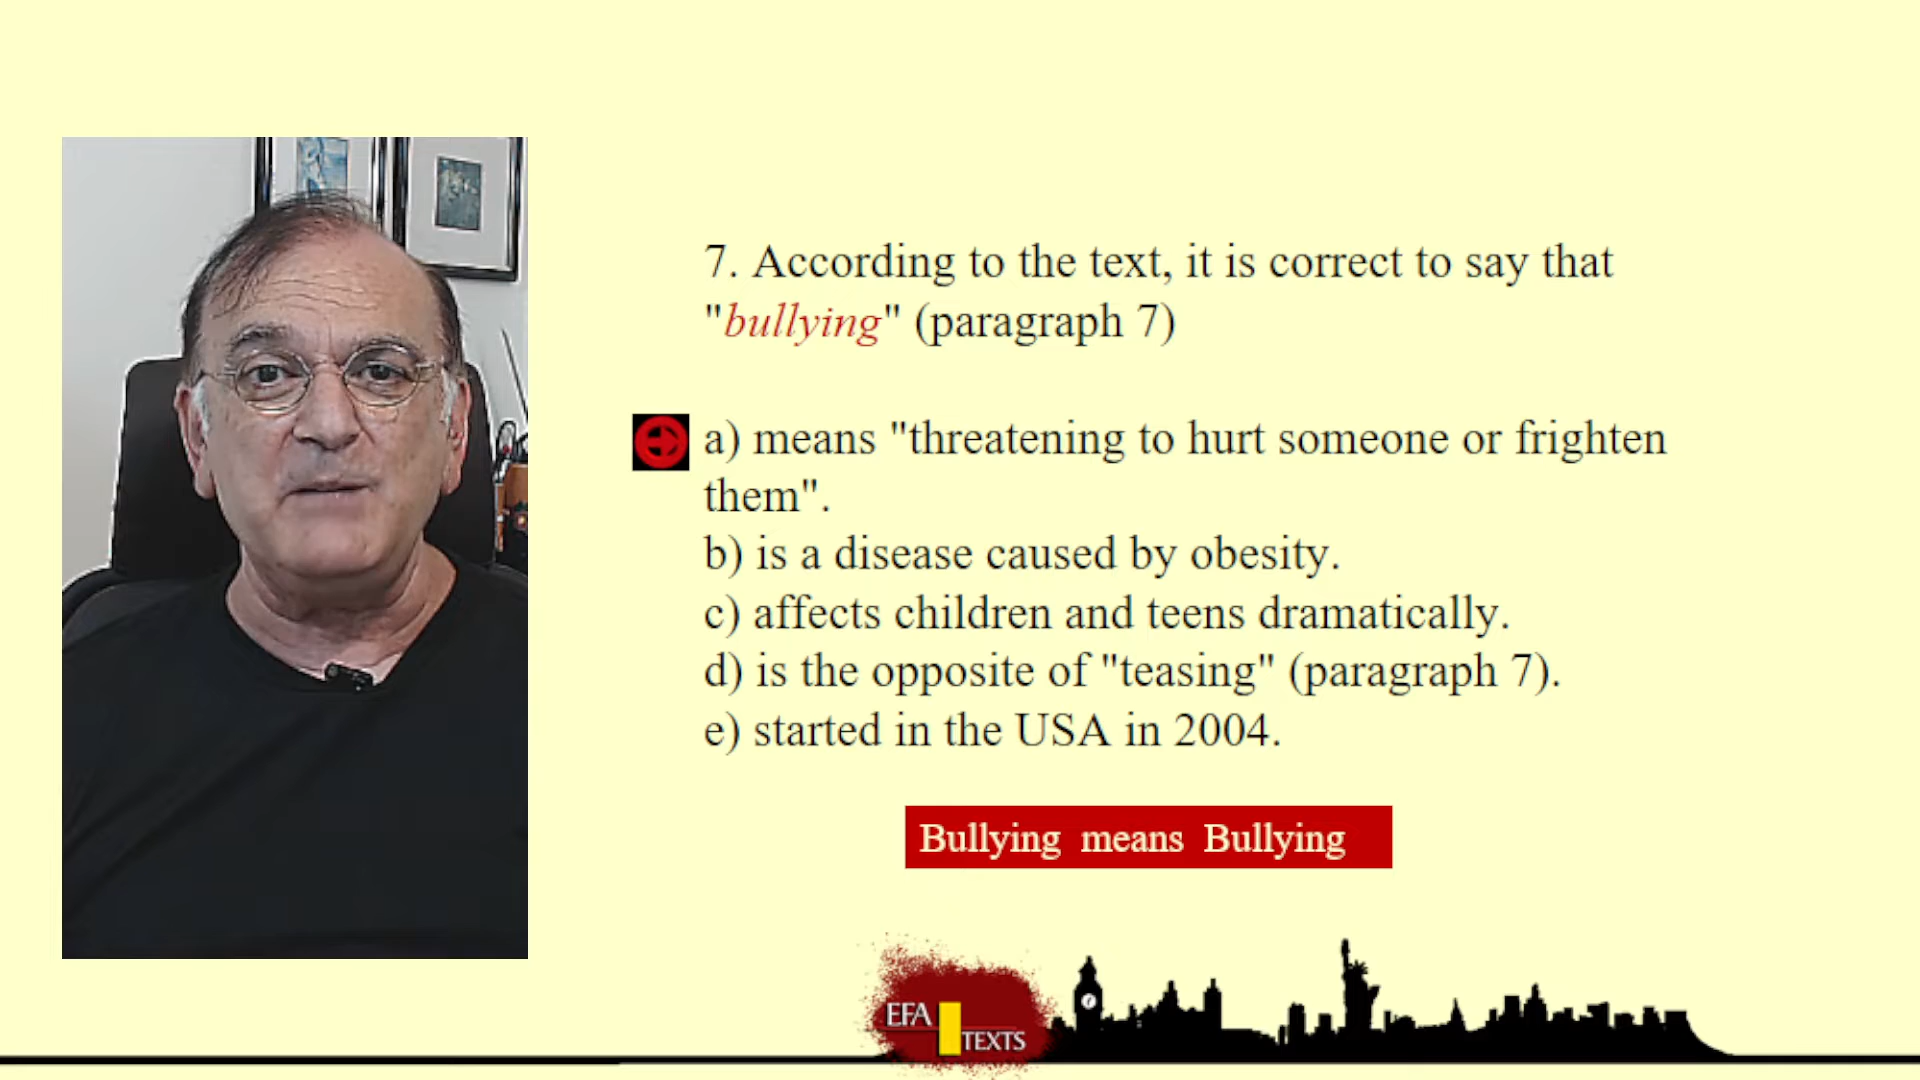 7. According to the text, it is correct to say that
"bullying" (paragraph 7)
a) means "threatening to hurt someone or frighten
them".
b) is a disease caused by obesity.
c) affects children and teens dramatically.
d) is the opposite of "teasing" (paragraph 7).
e) started in the USA in 2004.
Bullying means Bullying
EFA
TEXTS